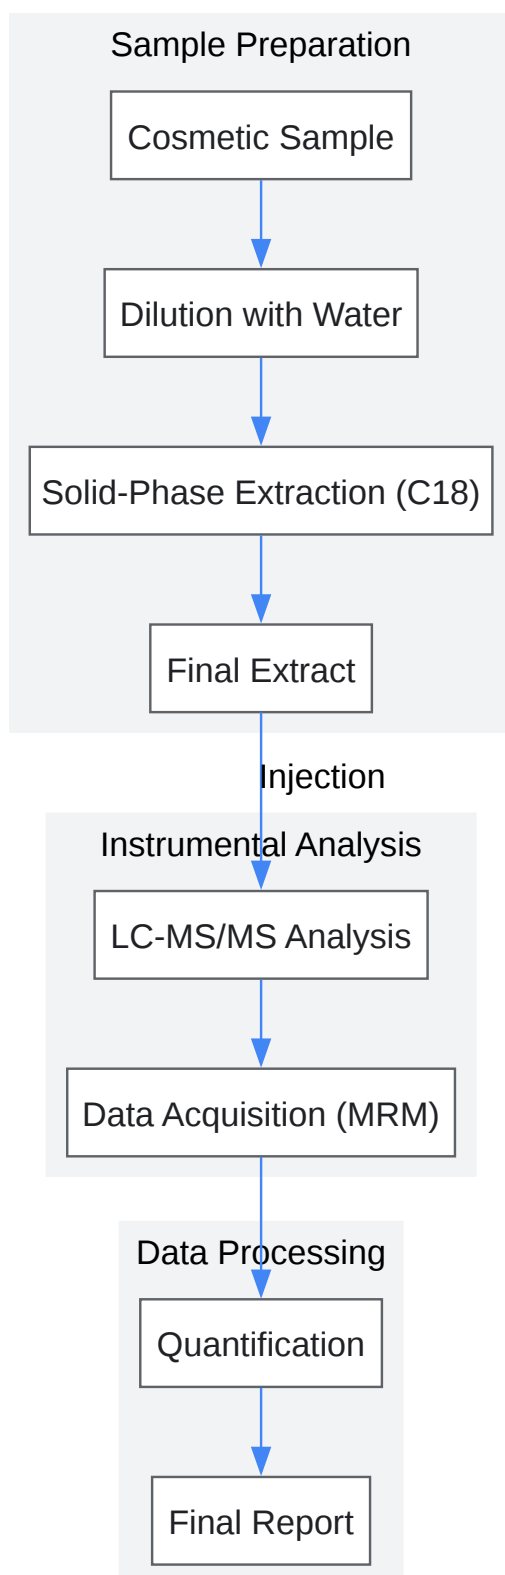 Sample Preparation
Cosmetic Sample
Dilution with Water
Solid-Phase Extraction (C18)
Final Extract
Injection
Instrumental Analysis
LC-MS/MS Analysis
Data Acquisition (MRM)
Data Processing
Quantification
Final Report